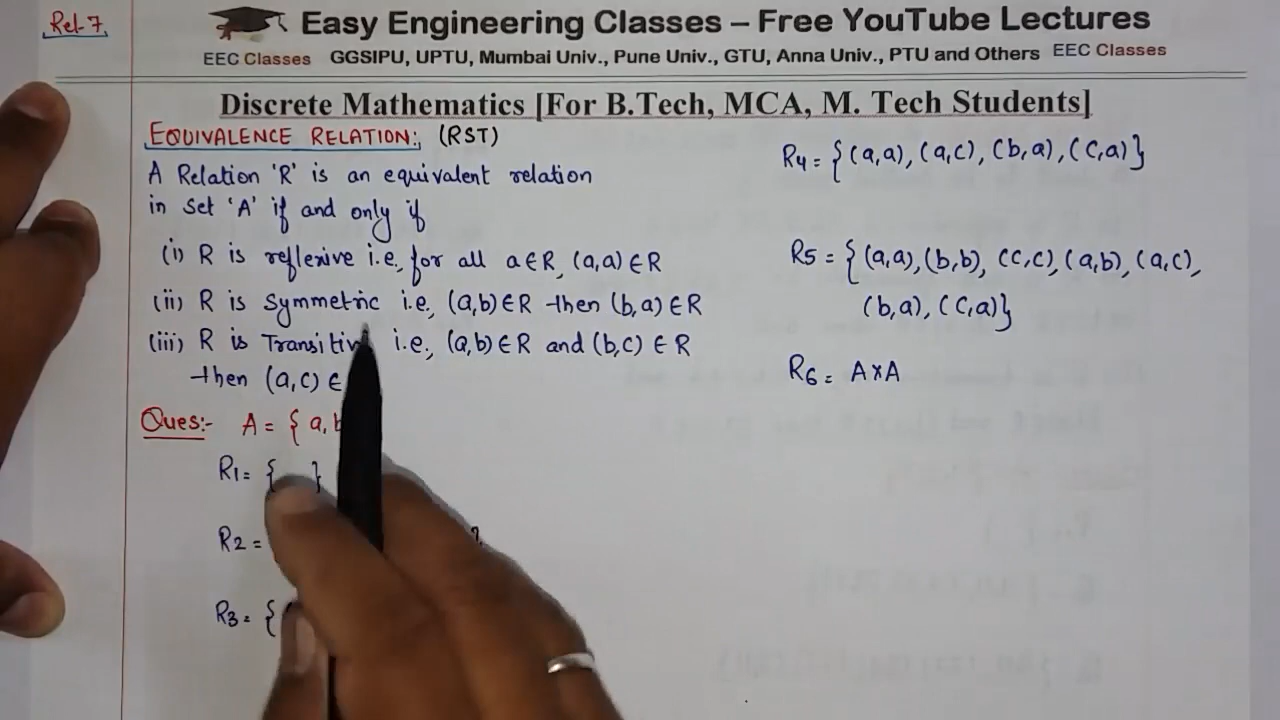 Rel-7.
Easy Engineering Classes – Free YouTube Lectures
EEC Classes GGSIPU, UPTU, Mumbai Univ., Pune Univ., GTU, Anna Univ., PTU and Others EEC Classes
Discrete Mathematics [For B.Tech, MCA, M. Tech Students]
EQUIVALENCE RELATION:, (RST)
A Relation 'R' is an equivalent relation
in Set 'A' if and only if
(i) R is reflexive i.e., for all a∈R, (a,a)∈R
(ii) R is Symmetric i.e., (a,b)∈R then (b,a)∈R
(iii) R is i.e., (a,b)∈R and (b,c)∈R
then (a,c)∈
Ques:- A = { a,
R1 = { }
R2 =
R3 = {
R4 = {(a,a), (a,c), (b,a), (c,a)}
R5 = {(a,a), (b,b), (c,c), (a,b), (a,c),
(b,a), (c,a)}
R6 = A×A